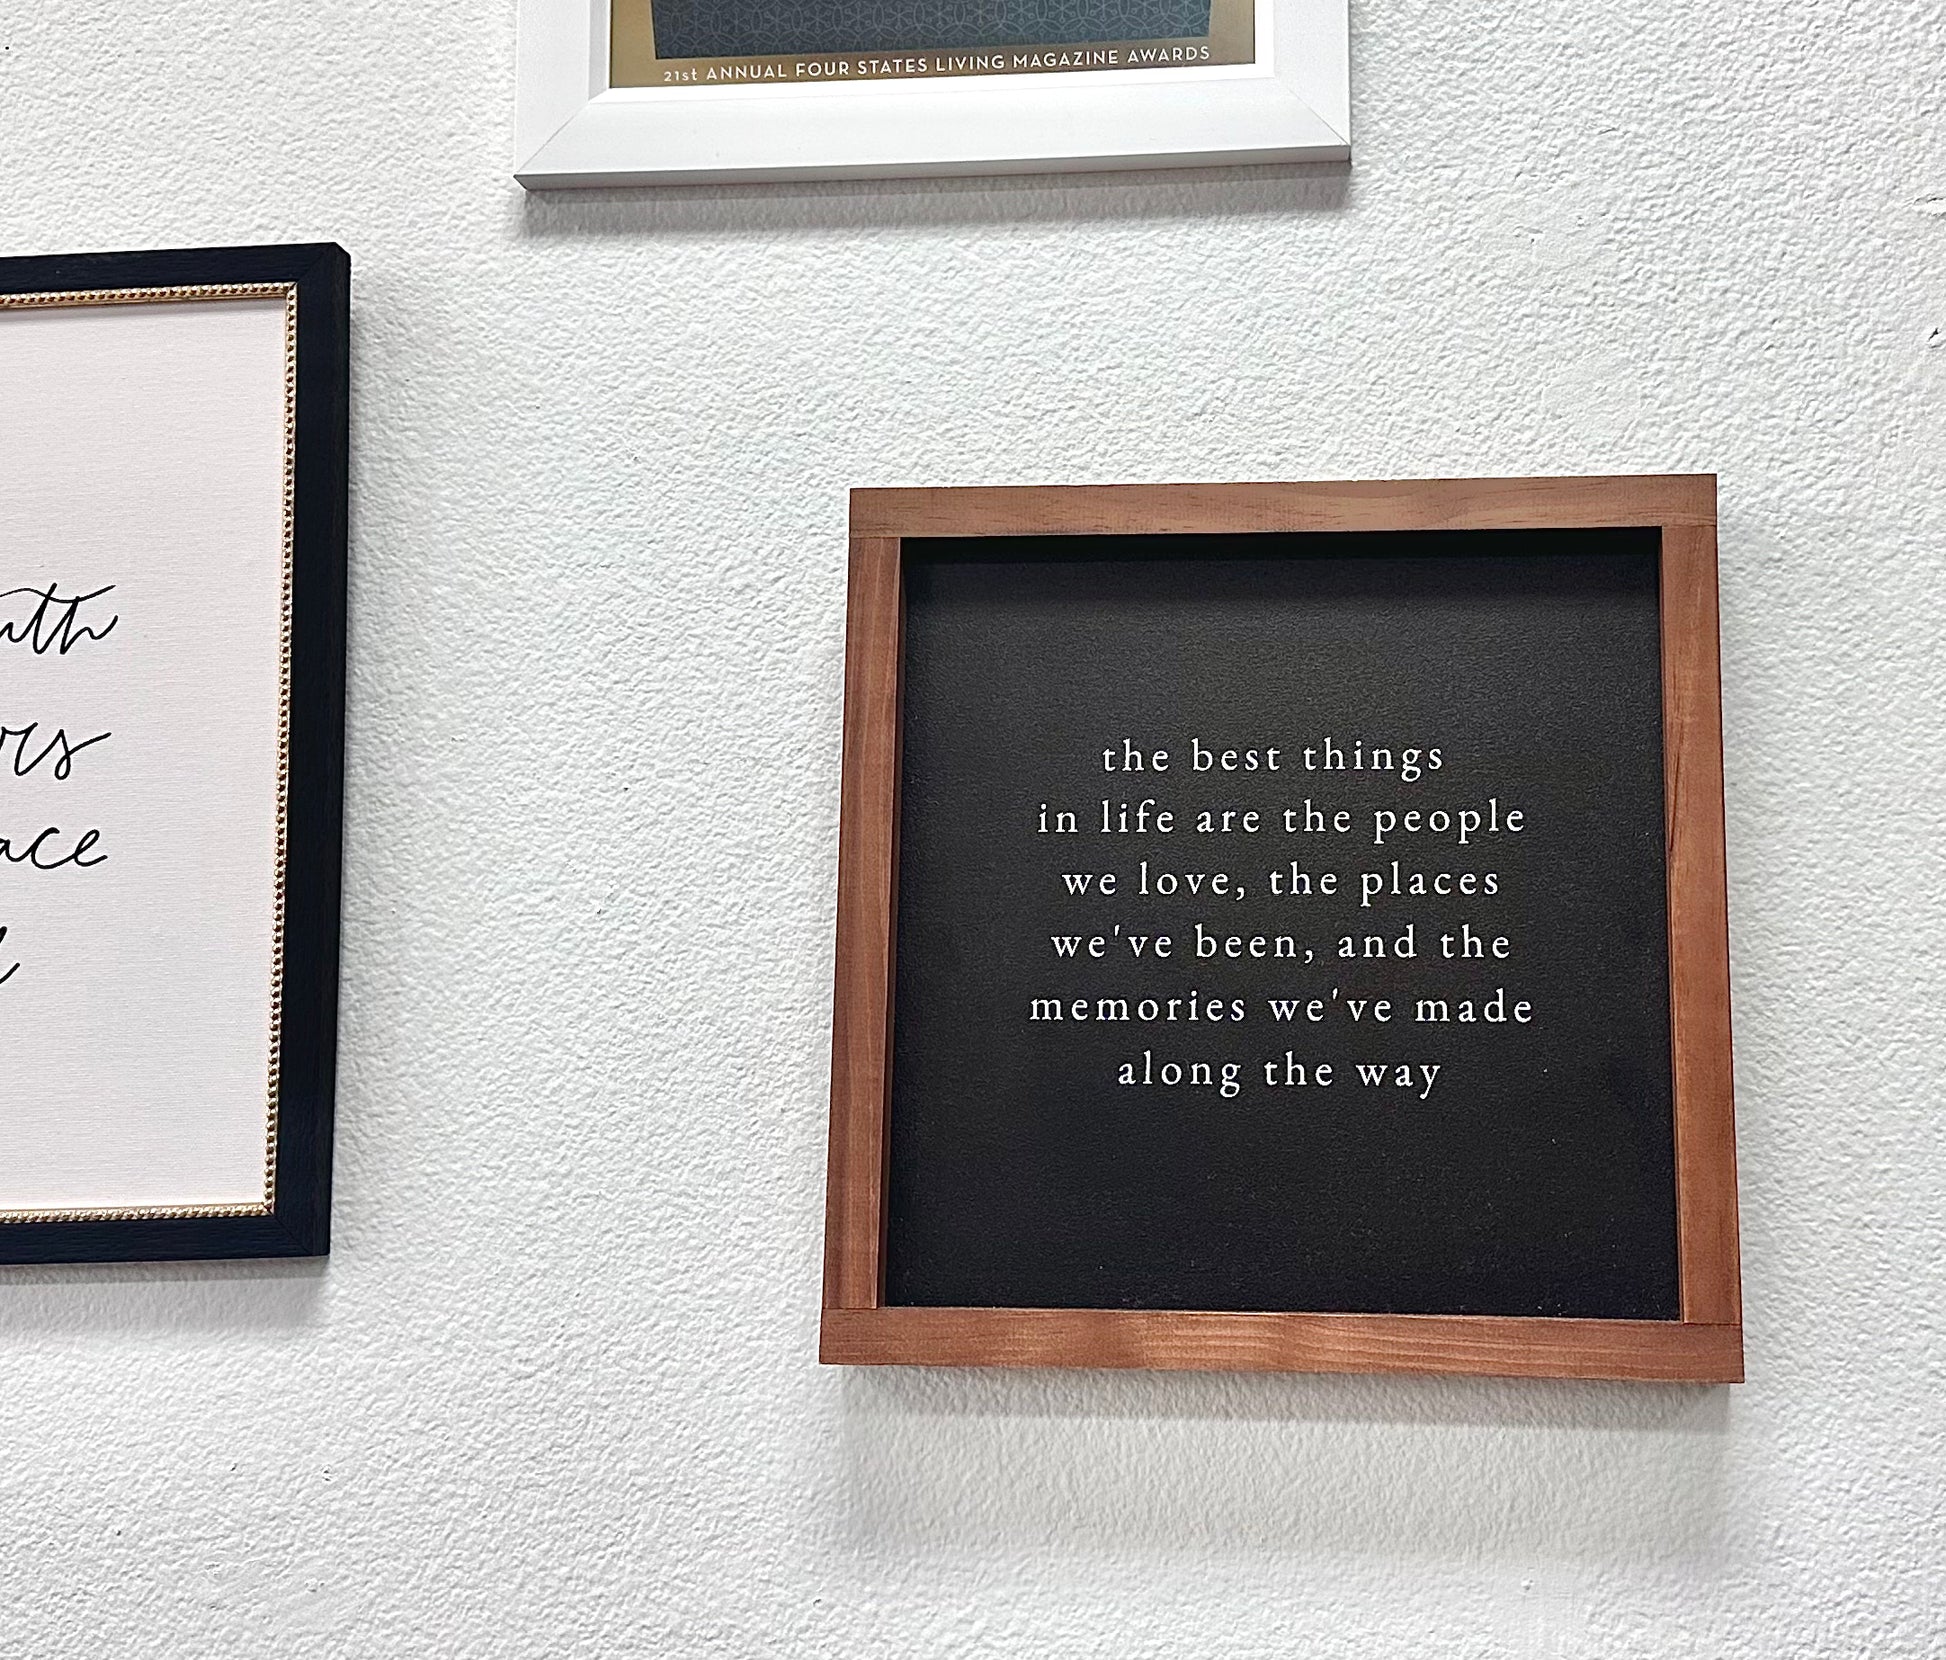 21st ANNUAL FOUR STATES LIVING MAGAZINE AWARDS
the best things
in life are the people
we love, the places
we've been, and the
memories we've made
along the way